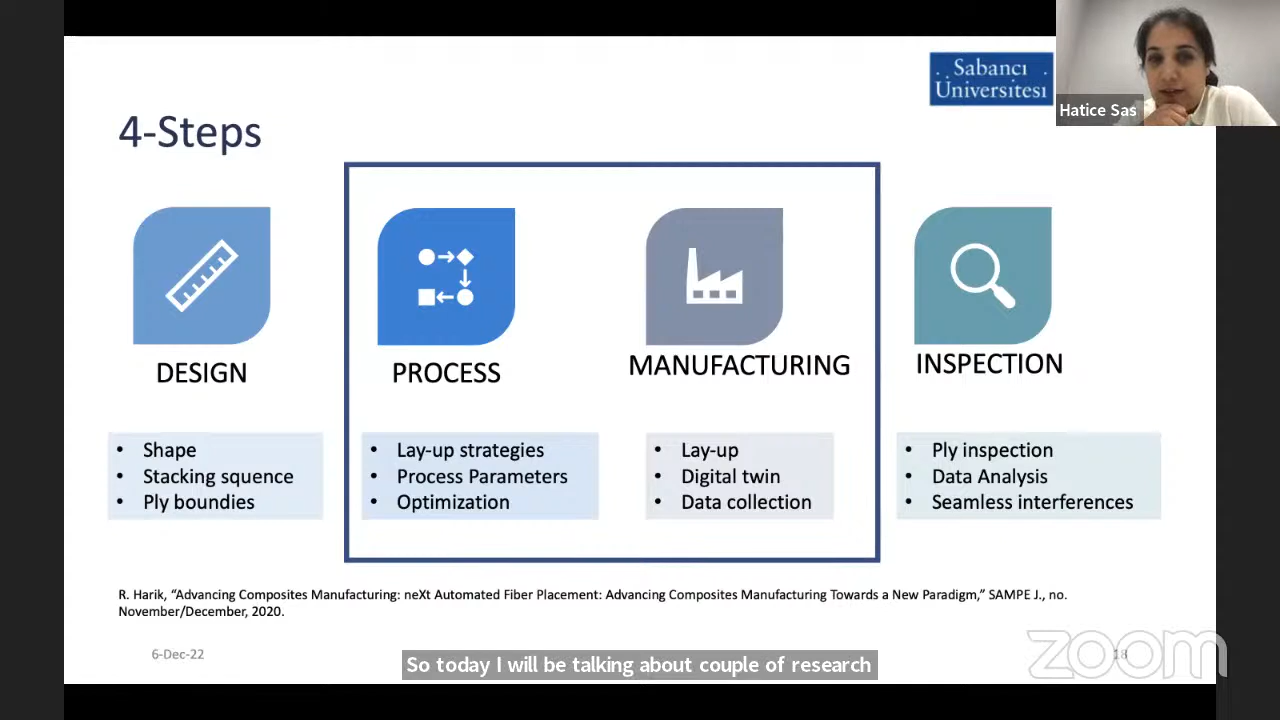 Sabancı
Üniversitesi
Hatice Sas
4-Steps
DESIGN
PROCESS
MANUFACTURING
INSPECTION
• Shape
• Stacking squence
• Ply boundies
• Lay-up strategies
• Process Parameters
• Optimization
• Lay-up
• Digital twin
• Data collection
• Ply inspection
• Data Analysis
• Seamless interferences
R. Harik, “Advancing Composites Manufacturing: neXt Automated Fiber Placement: Advancing Composites Manufacturing Towards a New Paradigm,” SAMPE J., no.
November/December, 2020.
6-Dec-22
So today I will be talking about couple of research
zoom
18